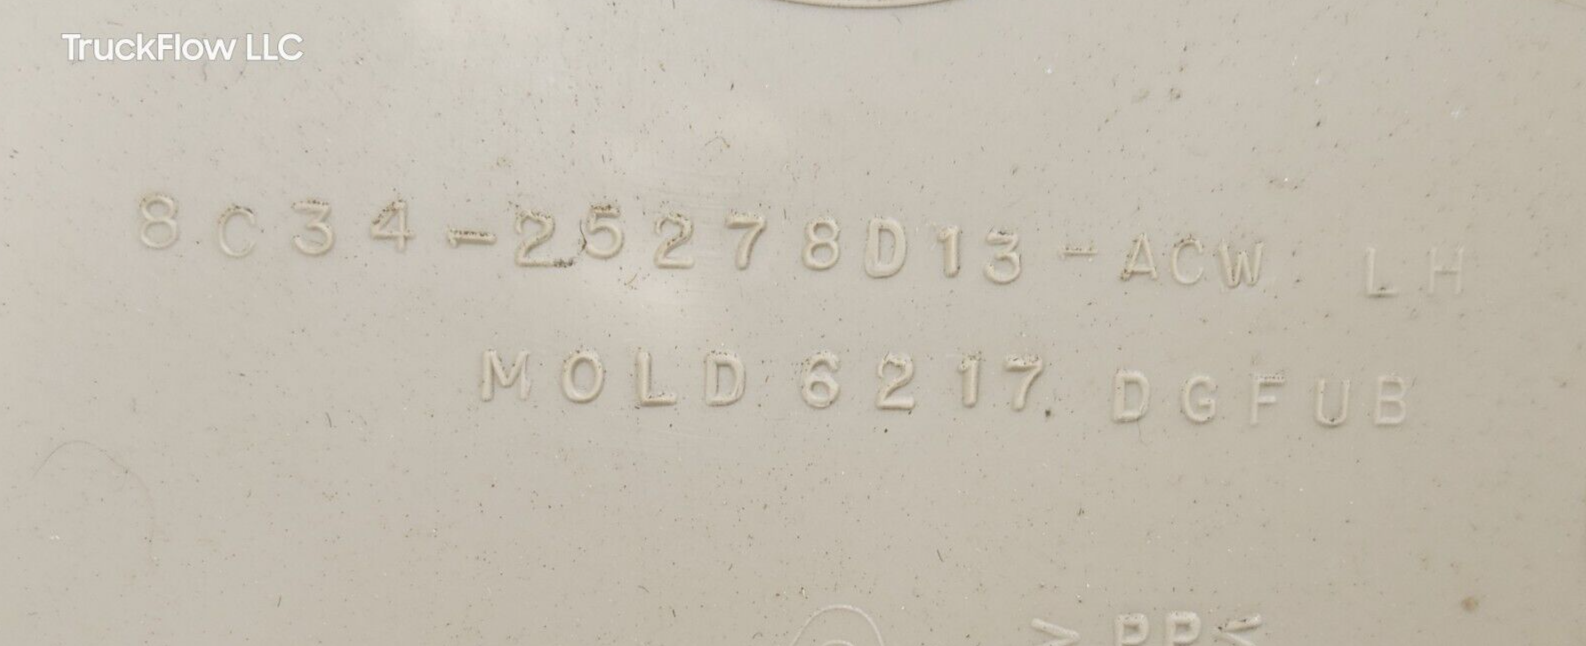 TruckFlow LLC
8C34-25278D13-ACW LH
MOLD 6217 DGFUB
>PP<